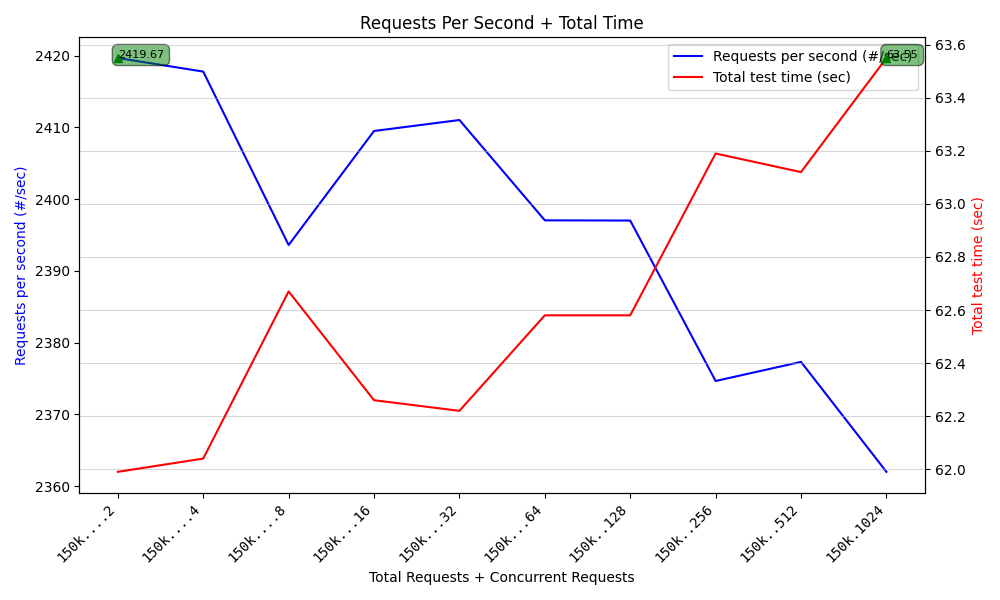 Requests Per Second + Total Time
2419.67
63.55
Requests per second (#/sec)
Total test time (sec)
2420
2410
2400
2390
2380
2370
2360
Requests per second (#/sec)
63.6
63.4
63.2
63.0
62.8
62.6
62.4
62.2
62.0
Total test time (sec)
150k....2
150k....4
150k....8
150k...16
150k...32
150k...64
150k..128
150k..256
150k..512
150k.1024
Total Requests + Concurrent Requests